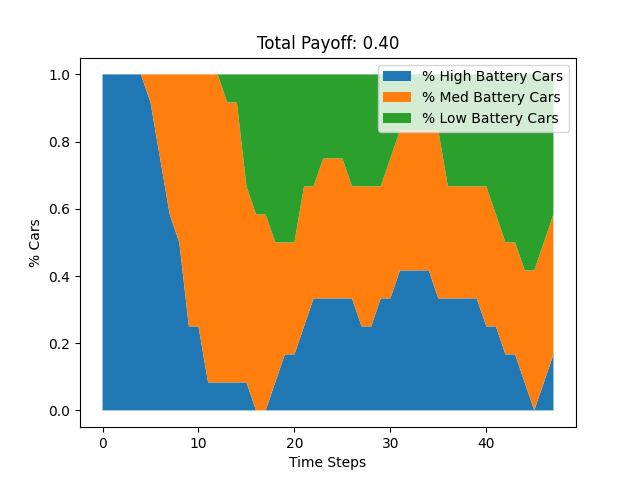 Total Payoff: 0.40
% High Battery Cars
% Med Battery Cars
% Low Battery Cars
1.0
0.8
0.6
0.4
0.2
0.0
% Cars
0 10 20 30 40
Time Steps